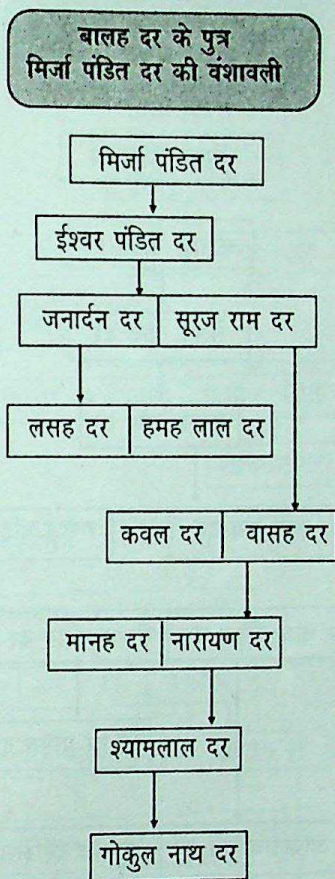 बालह दर के पुत्र
मिर्जा पंडित दर की वंशावली
मिर्जा पंडित दर
ईश्वर पंडित दर
जनार्दन दर सूरज राम दर
लसह दर हमह लाल दर
कवल दर वासह दर
मानह दर नारायण दर
श्यामलाल दर
गोकुल नाथ दर